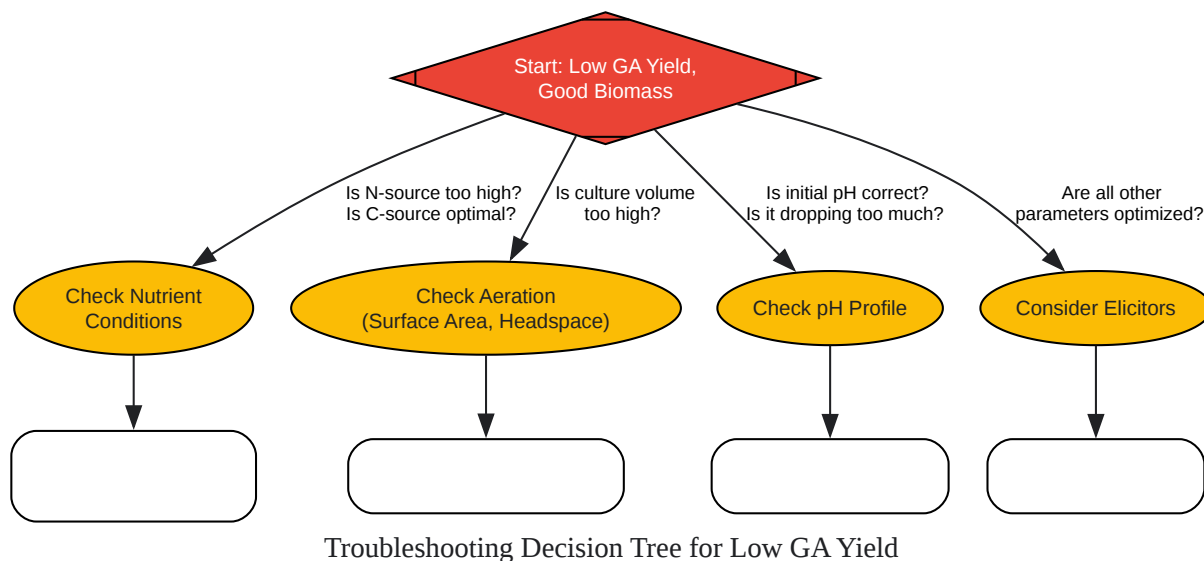 Start: Low GA Yield,
Good Biomass
Is N-source too high?
Is C-source optimal?
Is culture volume
too high?
Is initial pH correct?
Is it dropping too much?
Are all other
parameters optimized?
Check Nutrient
Conditions
Check Aeration
(Surface Area, Headspace)
Check pH Profile
Consider Elicitors
Troubleshooting Decision Tree for Low GA Yield